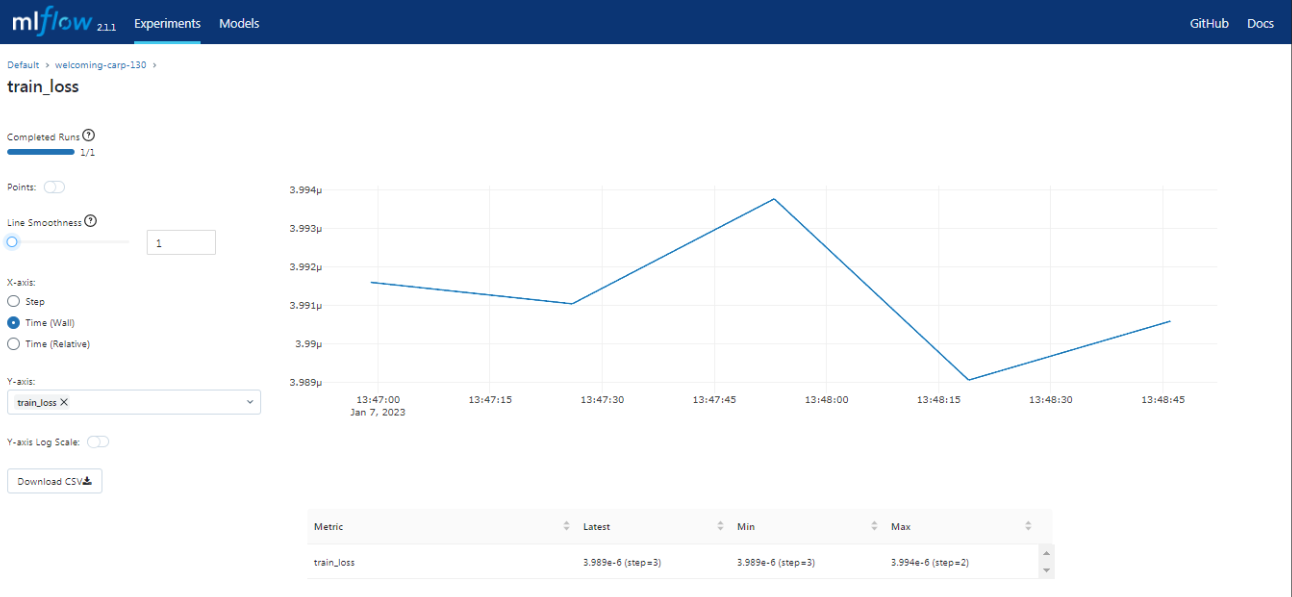 mlflow 2.1.1 Experiments Models GitHub Docs
Default > welcoming-carp-130 >
train_loss
Completed Runs ?
1/1
Points:
Line Smoothness ?
1
X-axis:
Step
Time (Wall)
Time (Relative)
Y-axis:
train_loss X
Y-axis Log Scale:
Download CSV
3.994μ
3.993μ
3.992μ
3.991μ
3.99μ
3.989μ
13:47:00 13:47:15 13:47:30 13:47:45 13:48:00 13:48:15 13:48:30 13:48:45
Jan 7, 2023
Metric Latest Min Max
train_loss 3.989e-6 (step=3) 3.989e-6 (step=3) 3.994e-6 (step=2)